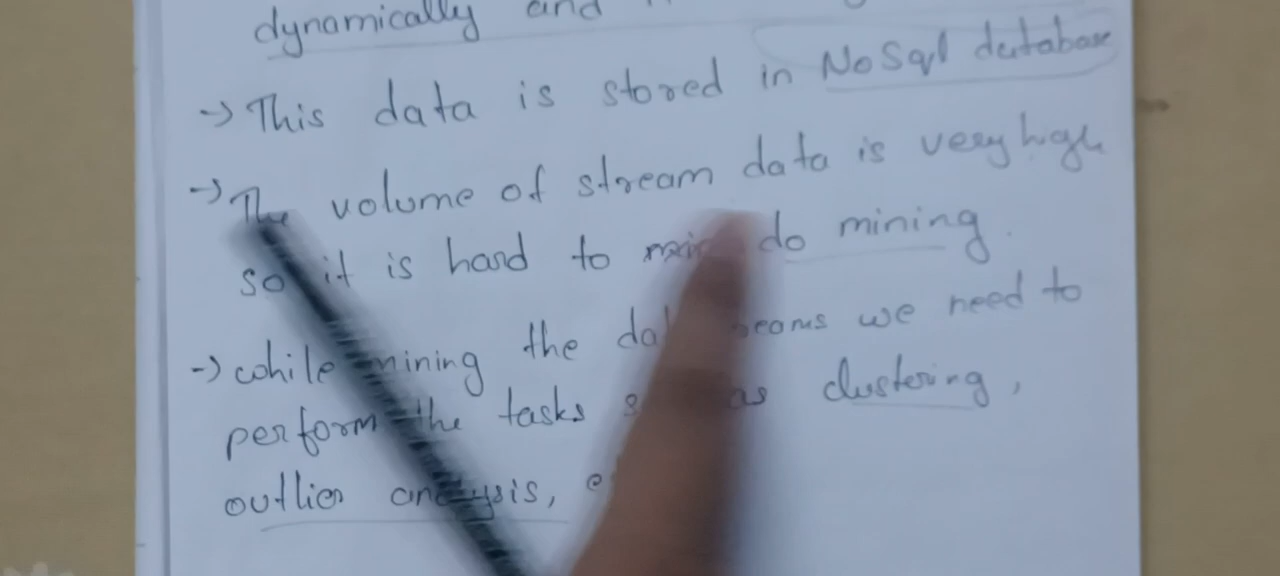 dynamically and
→ This data is stored in NoSql database
→ The volume of stream data is very high
so it is hard to do mining.
→ while mining the we need to
perform the tasks as clustering,
outlier analysis,